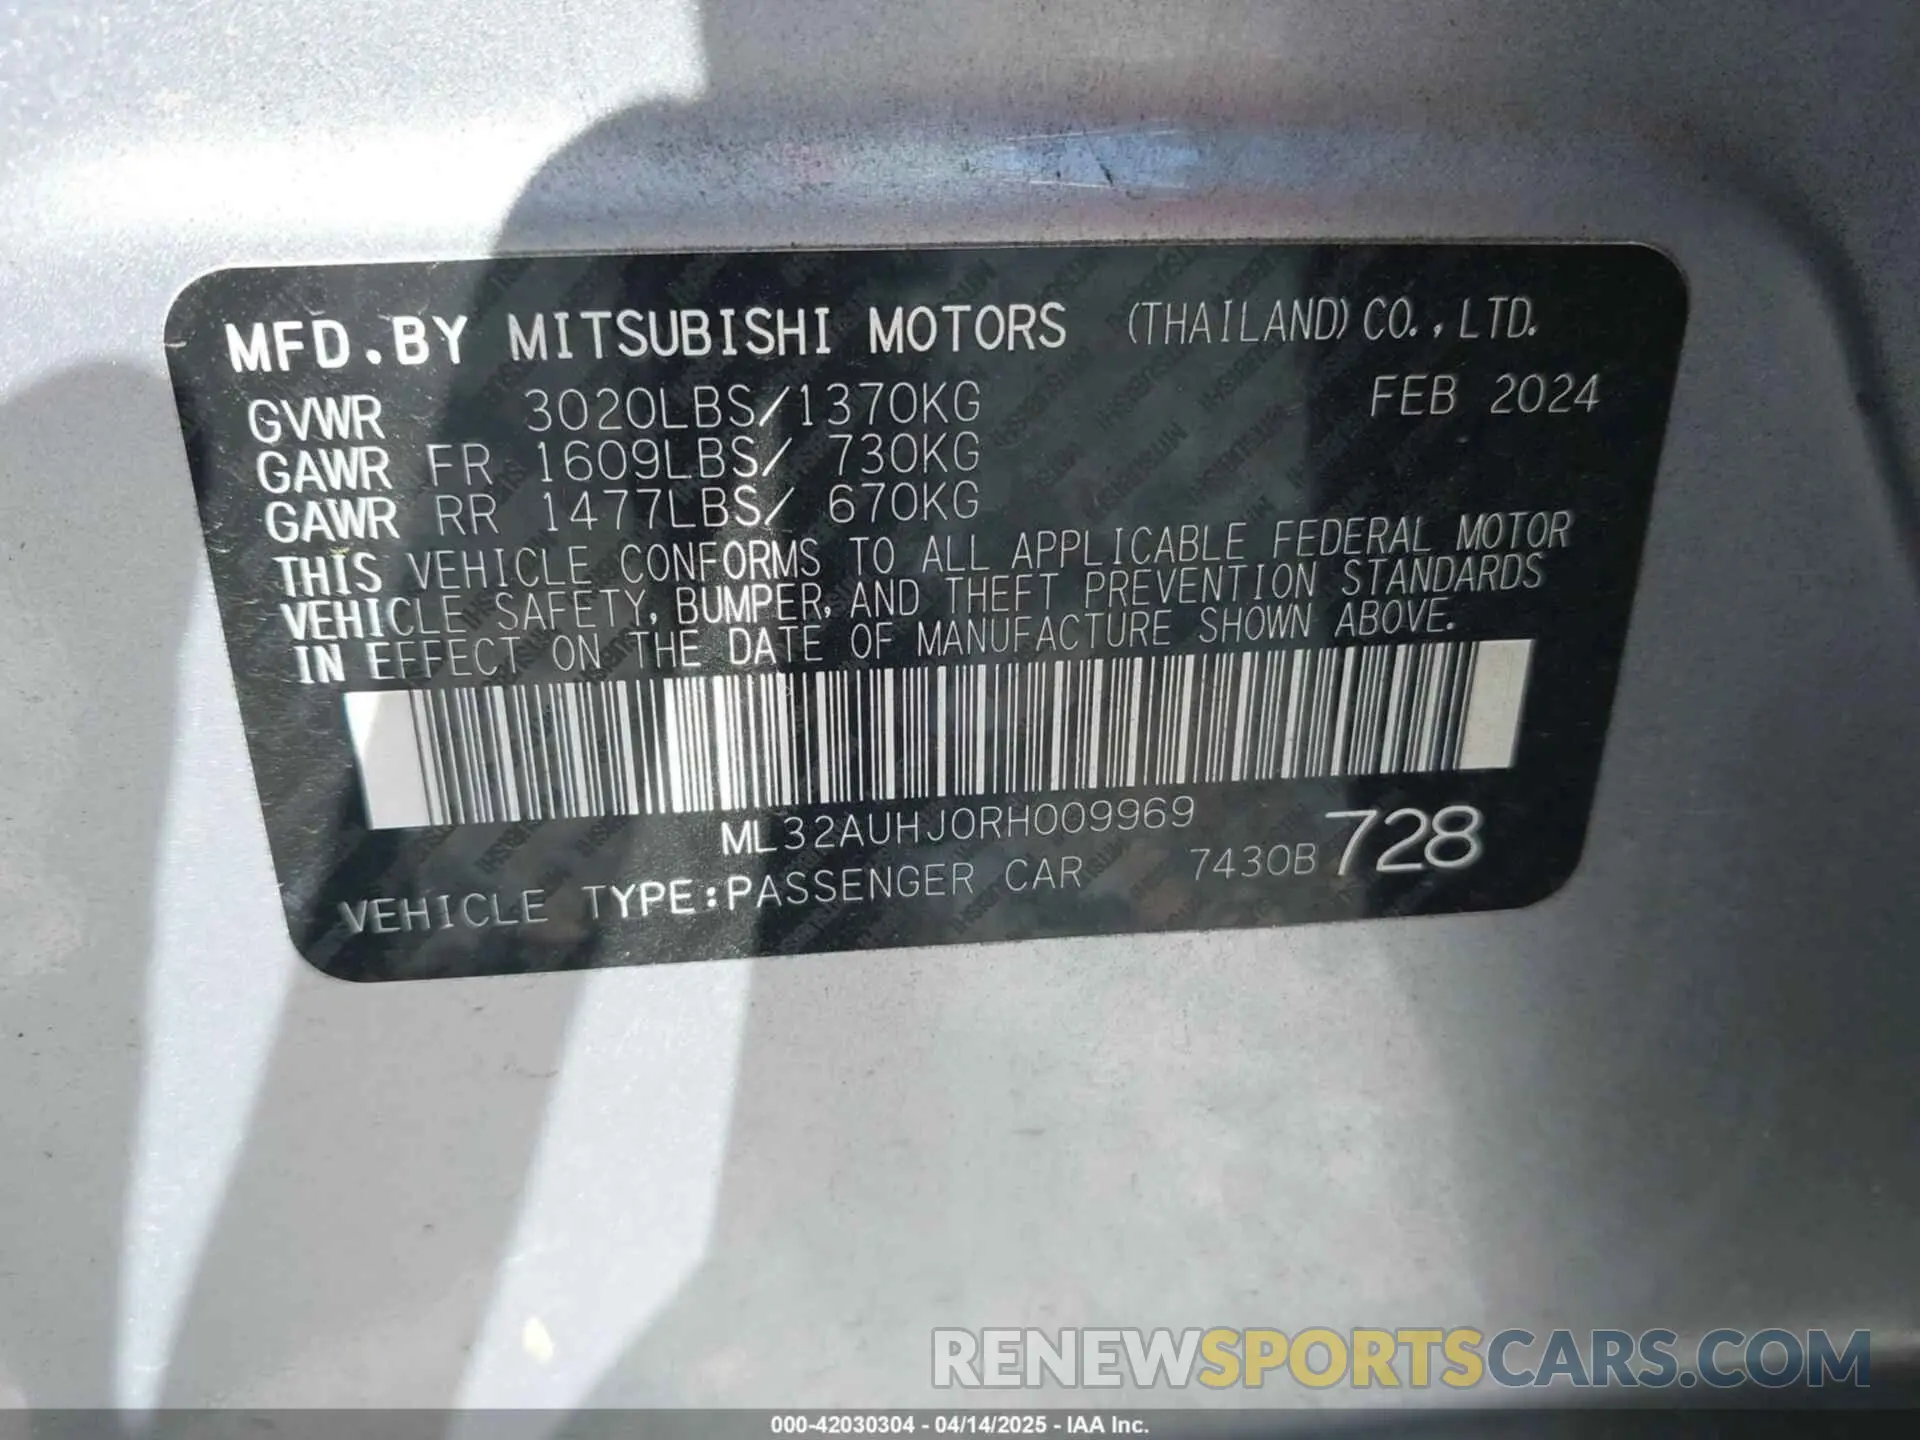 MFD.BY MITSUBISHI MOTORS (THAILAND) CO.,LTD.
GVWR 3020LBS/1370KG FEB 2024
GAWR FR 1609LBS/ 730KG
GAWR RR 1477LBS/ 670KG
THIS VEHICLE CONFORMS TO ALL APPLICABLE FEDERAL MOTOR
VEHICLE SAFETY, BUMPER, AND THEFT PREVENTION STANDARDS
IN EFFECT ON THE DATE OF MANUFACTURE SHOWN ABOVE.
ML32AUHJ0RH009969
VEHICLE TYPE:PASSENGER CAR 7430B 728
RENEWSPORTSCARS.COM
000-42030304 - 04/14/2025 - IAA Inc.